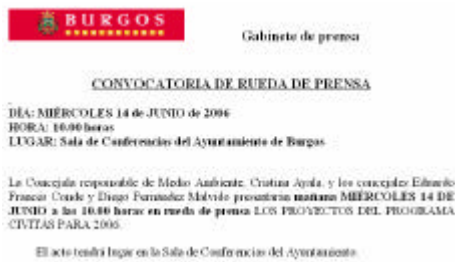 BURGOS
Gabinete de prensa
CONVOCATORIA DE RUEDA DE PRENSA
DÍA: MIÉRCOLES 14 de JUNIO de 2006
HORA: 10.00 horas
LUGAR: Sala de Conferencias del Ayuntamiento de Burgos
La Concejala responsable de Medio Ambiente, Cristina Ayala, y los concejales Eduardo
Francés Conde y Diego Fernández Malvido presentarán mañana MIÉRCOLES 14 DE
JUNIO a las 10.00 horas en rueda de prensa LOS PROYECTOS DEL PROGRAMA
CIVITAS PARA 2006.
El acto tendrá lugar en la Sala de Conferencias del Ayuntamiento.